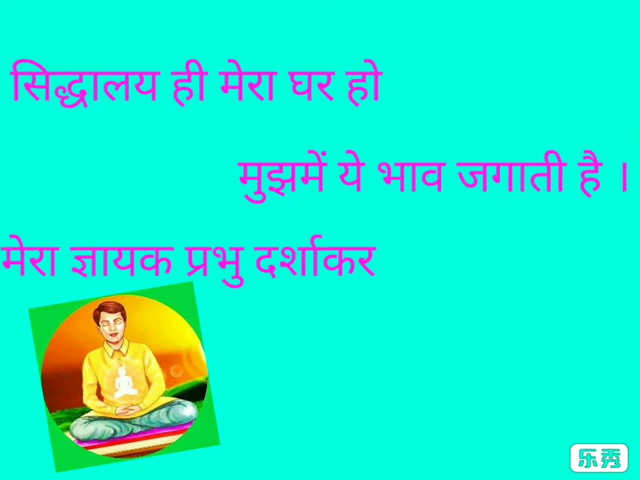 सिद्धालय ही मेरा घर हो
मुझमें ये भाव जगाती है ।
मेरा ज्ञायक प्रभु दर्शाकर
乐秀